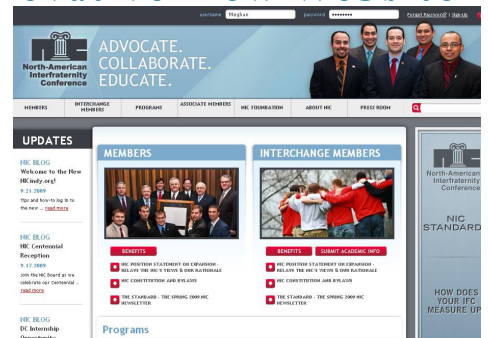 username Meghan password ******** Forgot Password? | Sign Up
North-American
Interfraternity
Conference
ADVOCATE.
COLLABORATE.
EDUCATE.
MEMBERS INTERCHANGE MEMBERS PROGRAMS ASSOCIATE MEMBERS NIC FOUNDATION ABOUT NIC PRESS ROOM
UPDATES
NIC BLOG
Welcome to the New
NICindy.org!
9.21.2009
Tips and how-to log in to
the new ... read more
NIC BLOG
NIC Centennial
Reception
9.17.2009
Join the NIC Board as we
celebrate our Centennial ...
read more
NIC BLOG
DC Internship
MEMBERS
BENEFITS
NIC POSITION STATEMENT ON EXPANSION -
RELAYS THE NIC'S VIEWS & OUR RATIONALE
NIC CONSTITUTION AND BYLAWS
THE STANDARD - THE SPRING 2009 NIC
NEWSLETTER
INTERCHANGE MEMBERS
BENEFITS SUBMIT ACADEMIC INFO
NIC POSITION STATEMENT ON EXPANSION -
RELAYS THE NIC'S VIEWS & OUR RATIONALE
NIC CONSTITUTION AND BYLAWS
THE STANDARD - THE SPRING 2009 NIC
NEWSLETTER
Programs
North-American
Interfraternity
Conference
NIC
STANDARD
HOW DOES
YOUR IFC
MEASURE UP